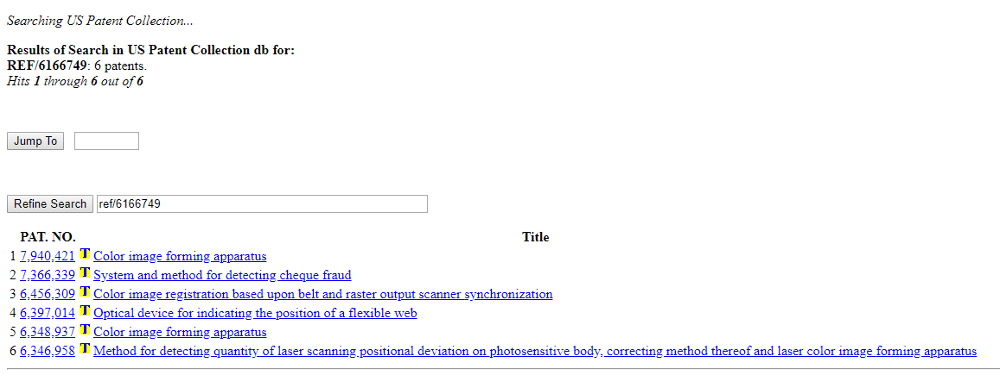 Searching US Patent Collection...
Results of Search in US Patent Collection db for:
REF/6166749: 6 patents.
Hits 1 through 6 out of 6
Jump To
Refine Search ref/6166749
PAT. NO. Title
1 7,940,421 T Color image forming apparatus
2 7,366,339 T System and method for detecting cheque fraud
3 6,456,309 T Color image registration based upon belt and raster output scanner synchronization
4 6,397,014 T Optical device for indicating the position of a flexible web
5 6,348,937 T Color image forming apparatus
6 6,346,958 T Method for detecting quantity of laser scanning positional deviation on photosensitive body, correcting method thereof and laser color image forming apparatus